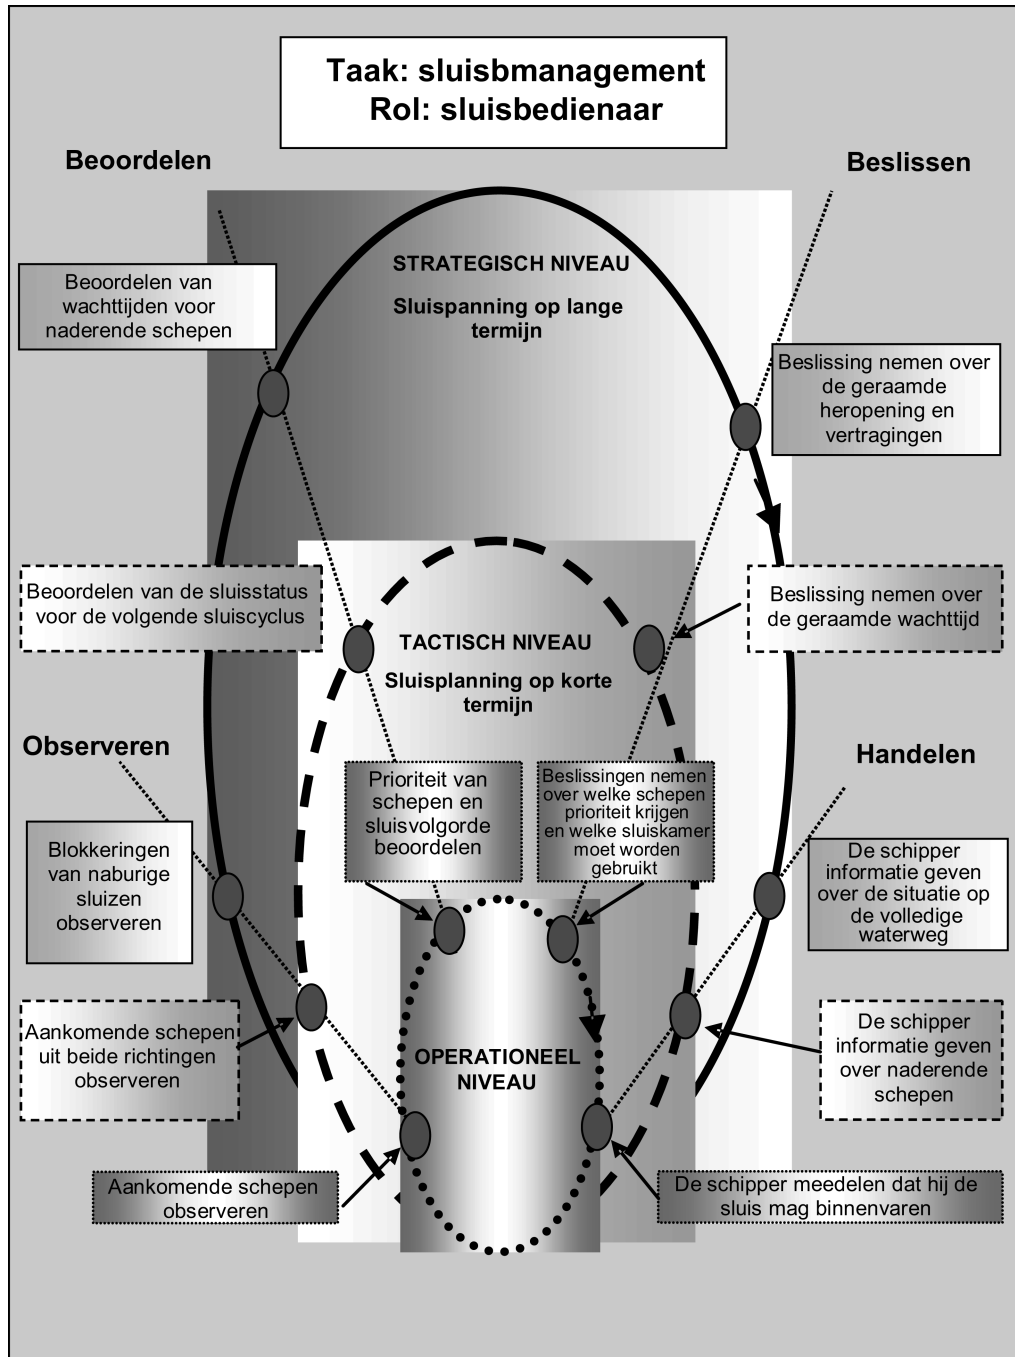 Taak: sluisbmanagement
Rol: sluisbedienaar
Beoordelen
Beslissen
STRATEGISCH NIVEAU
Sluispanning op lange
termijn
Beoordelen van
wachttijden voor
naderende schepen
Beslissing nemen over
de geraamde
heropening en
vertragingen
Beoordelen van de sluisstatus
voor de volgende sluiscyclus
Beslissing nemen over
de geraamde wachttijd
TACTISCH NIVEAU
Sluisplanning op korte
termijn
Observeren
Handelen
Prioriteit van
schepen en
sluisvolgorde
beoordelen
Beslissingen nemen
over welke schepen
prioriteit krijgen
en welke sluiskamer
moet worden
gebruikt
Blokkeringen
van naburige
sluizen
observeren
De schipper
informatie geven
over de situatie op
de volledige
waterweg
Aankomende schepen
uit beide richtingen
observeren
De schipper
informatie geven
over naderende
schepen
OPERATIONEEL
NIVEAU
Aankomende schepen
observeren
De schipper meedelen dat hij de
sluis mag binnenvaren